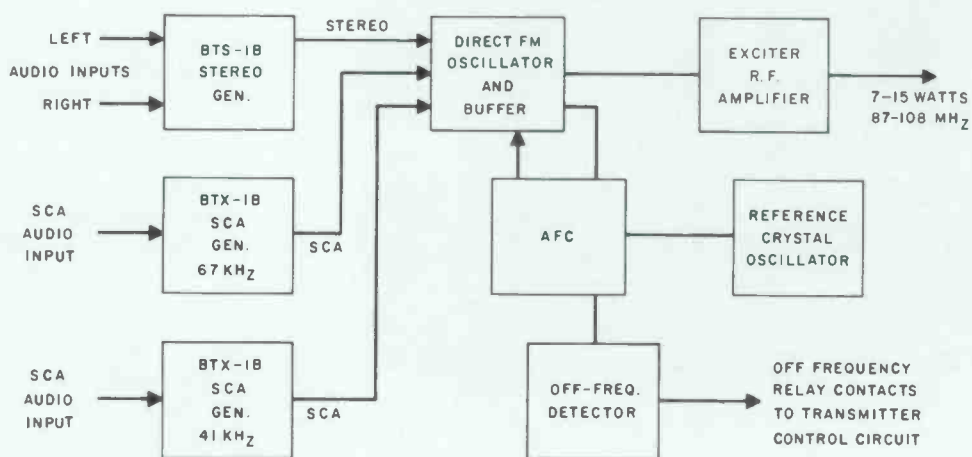 LEFT
AUDIO INPUTS
RIGHT
BTS-1B
STEREO
GEN.
STEREO
DIRECT FM
OSCILLATOR
AND
BUFFER
EXCITER
R.F.
AMPLIFIER
7-15 WATTS
87-108 MHz
SCA
AUDIO
INPUT
BTX-1B
SCA
GEN.
67 KHz
SCA
AFC
REFERENCE
CRYSTAL
OSCILLATOR
SCA
AUDIO
INPUT
BTX-1B
SCA
GEN.
41 KHz
SCA
OFF-FREQ.
DETECTOR
OFF FREQUENCY
RELAY CONTACTS
TO TRANSMITTER
CONTROL CIRCUIT